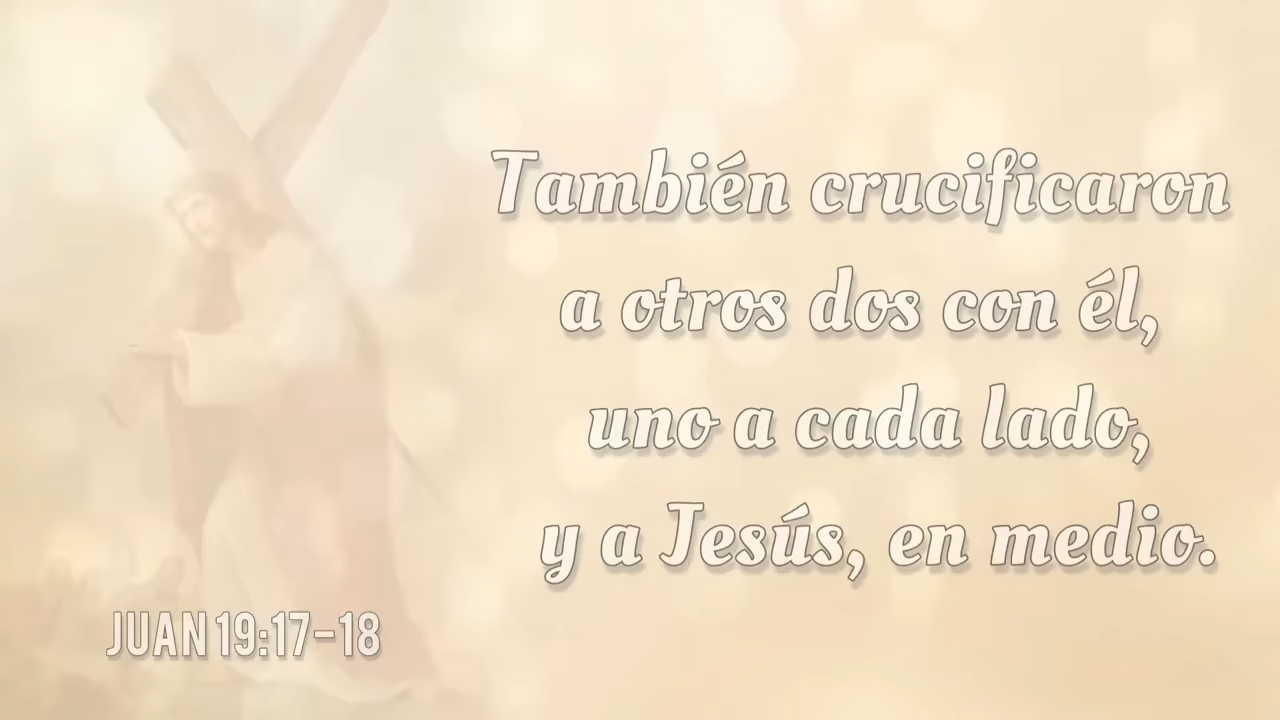 También crucificaron
a otros dos con él,
uno a cada lado,
y a Jesús, en medio.
JUAN 19:17-18